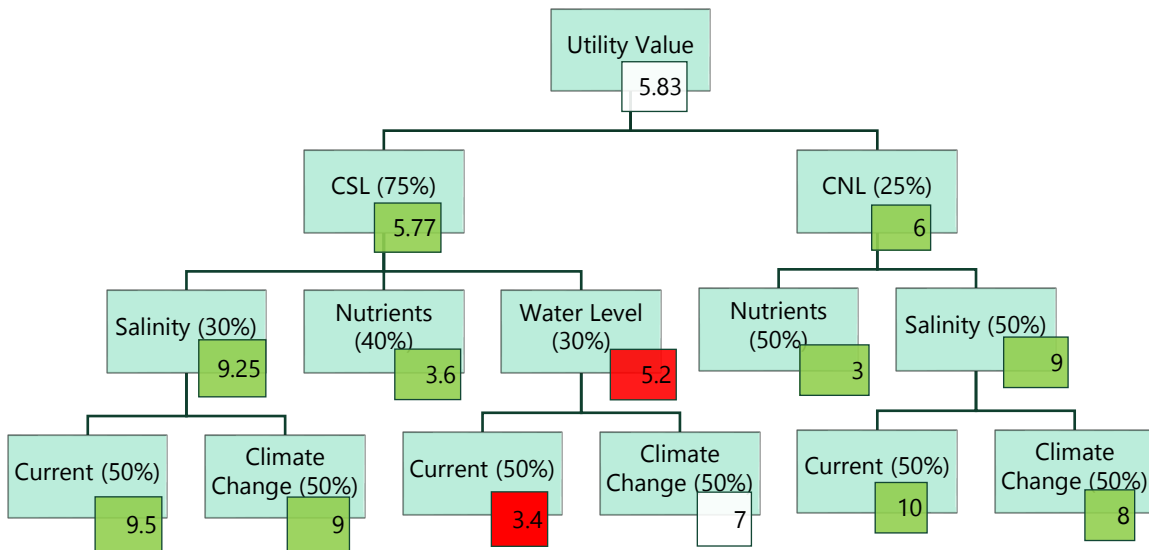 Utility Value
5.83
CSL (75%)
5.77
CNL (25%)
6
Salinity (30%)
9.25
Nutrients
(40%)
3.6
Water Level
(30%)
5.2
Nutrients
(50%)
3
Salinity (50%)
9
Current (50%)
9.5
Climate
Change (50%)
9
Current (50%)
3.4
Climate
Change (50%)
7
Current (50%)
10
Climate
Change (50%)
8